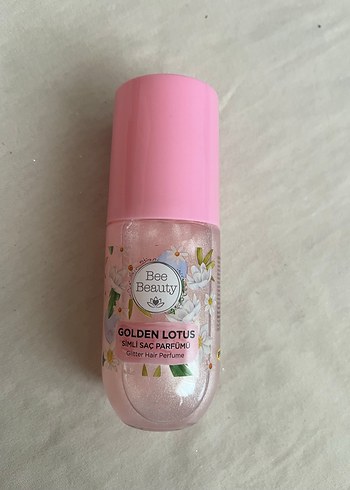 Bee
Beauty
GOLDEN LOTUS
SİMLİ SAÇ PARFÜMÜ
Glitter Hair Perfume